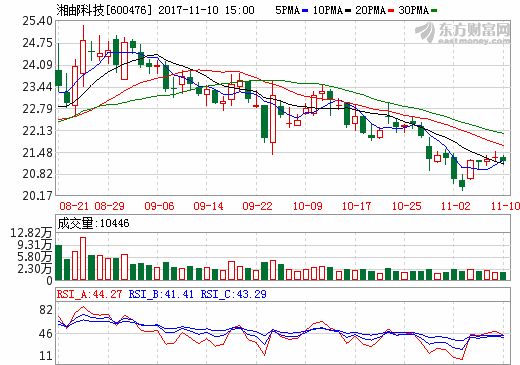 湘邮科技[600476] 2017-11-10 15:00 5PMA 10PMA 20PMA 30PMA
东方财富网
eastmoney.com
25.40
24.75
24.09
23.44
22.79
22.13
21.48
20.82
20.17
08-21 08-29 09-06 09-14 09-22 10-09 10-17 10-25 11-02 11-10
成交量:10446
12.82万
9.31万
5.80万
2.30万
RSI_A:44.27 RSI_B:41.41 RSI_C:43.29
82
46
11